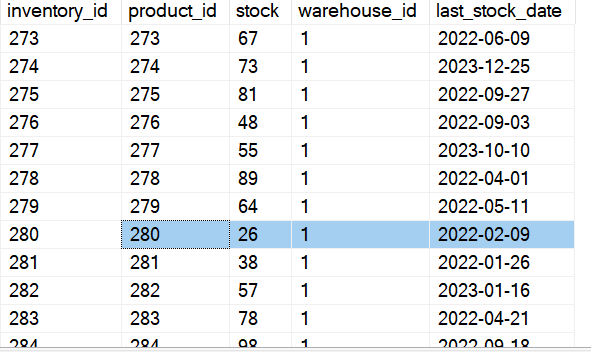 inventory_id product_id stock warehouse_id last_stock_date
273 273 67 1 2022-06-09
274 274 73 1 2023-12-25
275 275 81 1 2022-09-27
276 276 48 1 2022-09-03
277 277 55 1 2023-10-10
278 278 89 1 2022-04-01
279 279 64 1 2022-05-11
280 280 26 1 2022-02-09
281 281 38 1 2022-01-26
282 282 57 1 2023-01-16
283 283 78 1 2022-04-21
284 284 98 1 2022-09-18